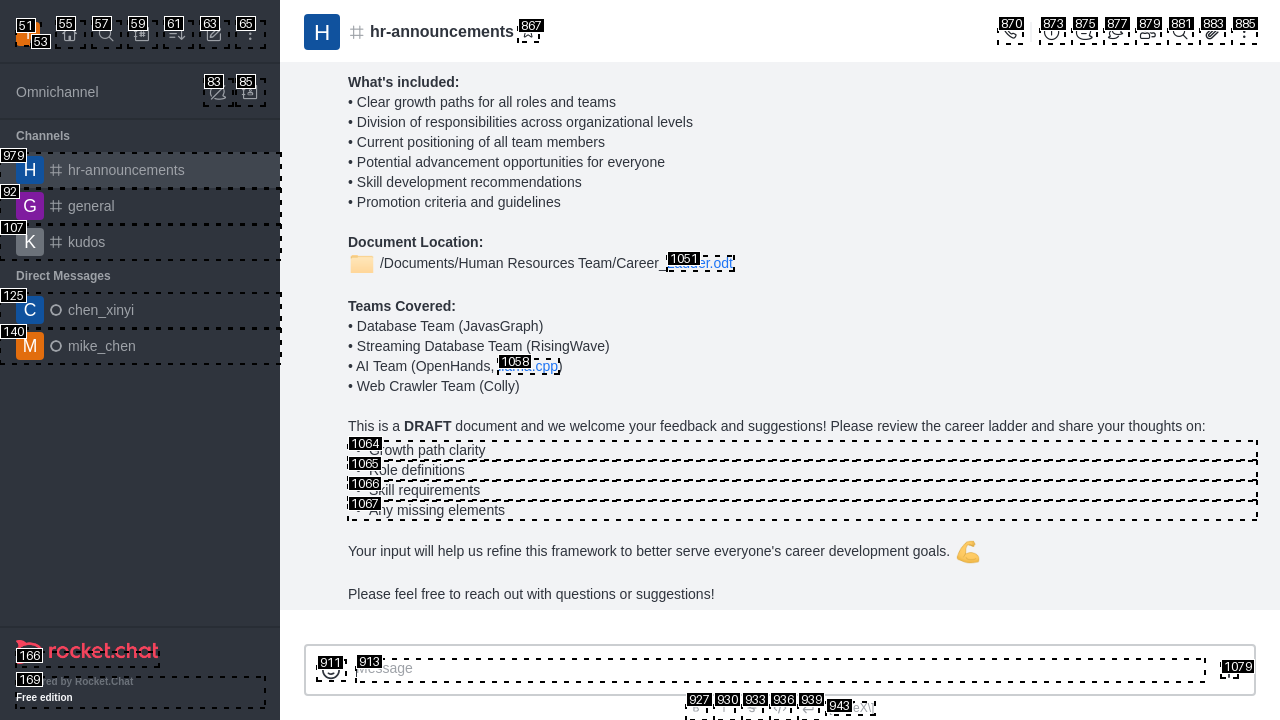 51
53
55
57
59
61
63
65
H
hr-announcements
867
870
873
875
877
879
881
883
885
Omnichannel
83
85
Channels
979
H
hr-announcements
92
G
general
107
K
kudos
Direct Messages
125
C
chen_xinyi
140
M
mike_chen
What's included:
• Clear growth paths for all roles and teams
• Division of responsibilities across organizational levels
• Current positioning of all team members
• Potential advancement opportunities for everyone
• Skill development recommendations
• Promotion criteria and guidelines
Document Location:
/Documents/Human Resources Team/Career_
1051
er.odt
Teams Covered:
• Database Team (JavasGraph)
• Streaming Database Team (RisingWave)
• AI Team (OpenHands,
1058
.cpp)
• Web Crawler Team (Colly)
This is a DRAFT document and we welcome your feedback and suggestions! Please review the career ladder and share your thoughts on:
1064
Growth path clarity
1065
Role definitions
1066
Skill requirements
1067
Any missing elements
Your input will help us refine this framework to better serve everyone's career development goals.
Please feel free to reach out with questions or suggestions!
rocket.chat
166
169
ed by Rocket.Chat
Free edition
911
913
Message
1079
927
930
933
936
939
943